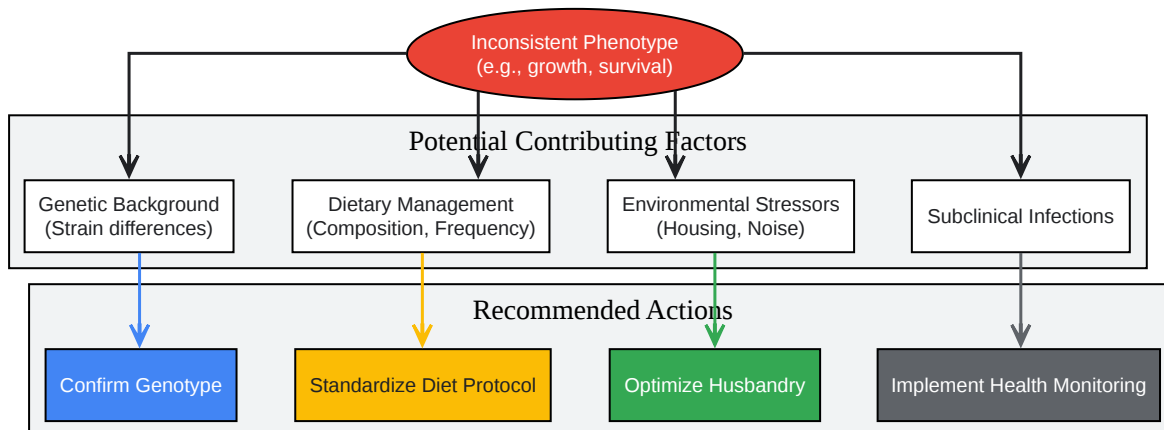 Inconsistent Phenotype
(e.g., growth, survival)
Potential Contributing Factors
Genetic Background
(Strain differences)
Dietary Management
(Composition, Frequency)
Environmental Stressors
(Housing, Noise)
Subclinical Infections
Recommended Actions
Confirm Genotype
Standardize Diet Protocol
Optimize Husbandry
Implement Health Monitoring